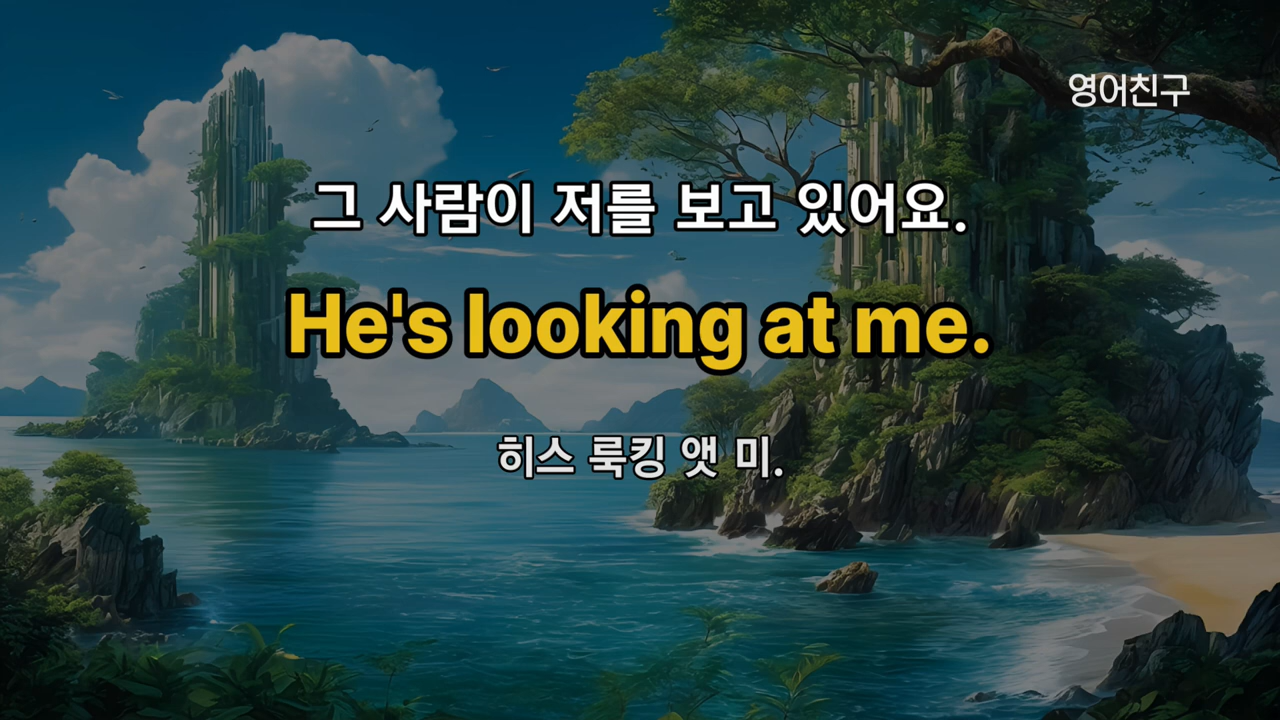 영어친구
그 사람이 저를 보고 있어요.
He's looking at me.
히스 룩킹 앳 미.